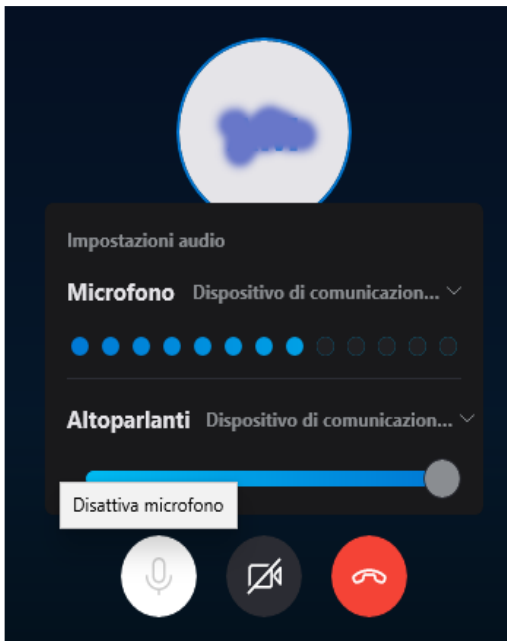 Impostazioni audio
Microfono Dispositivo di comunicazion...
Altoparlanti Dispositivo di comunicazion...
Disattiva microfono